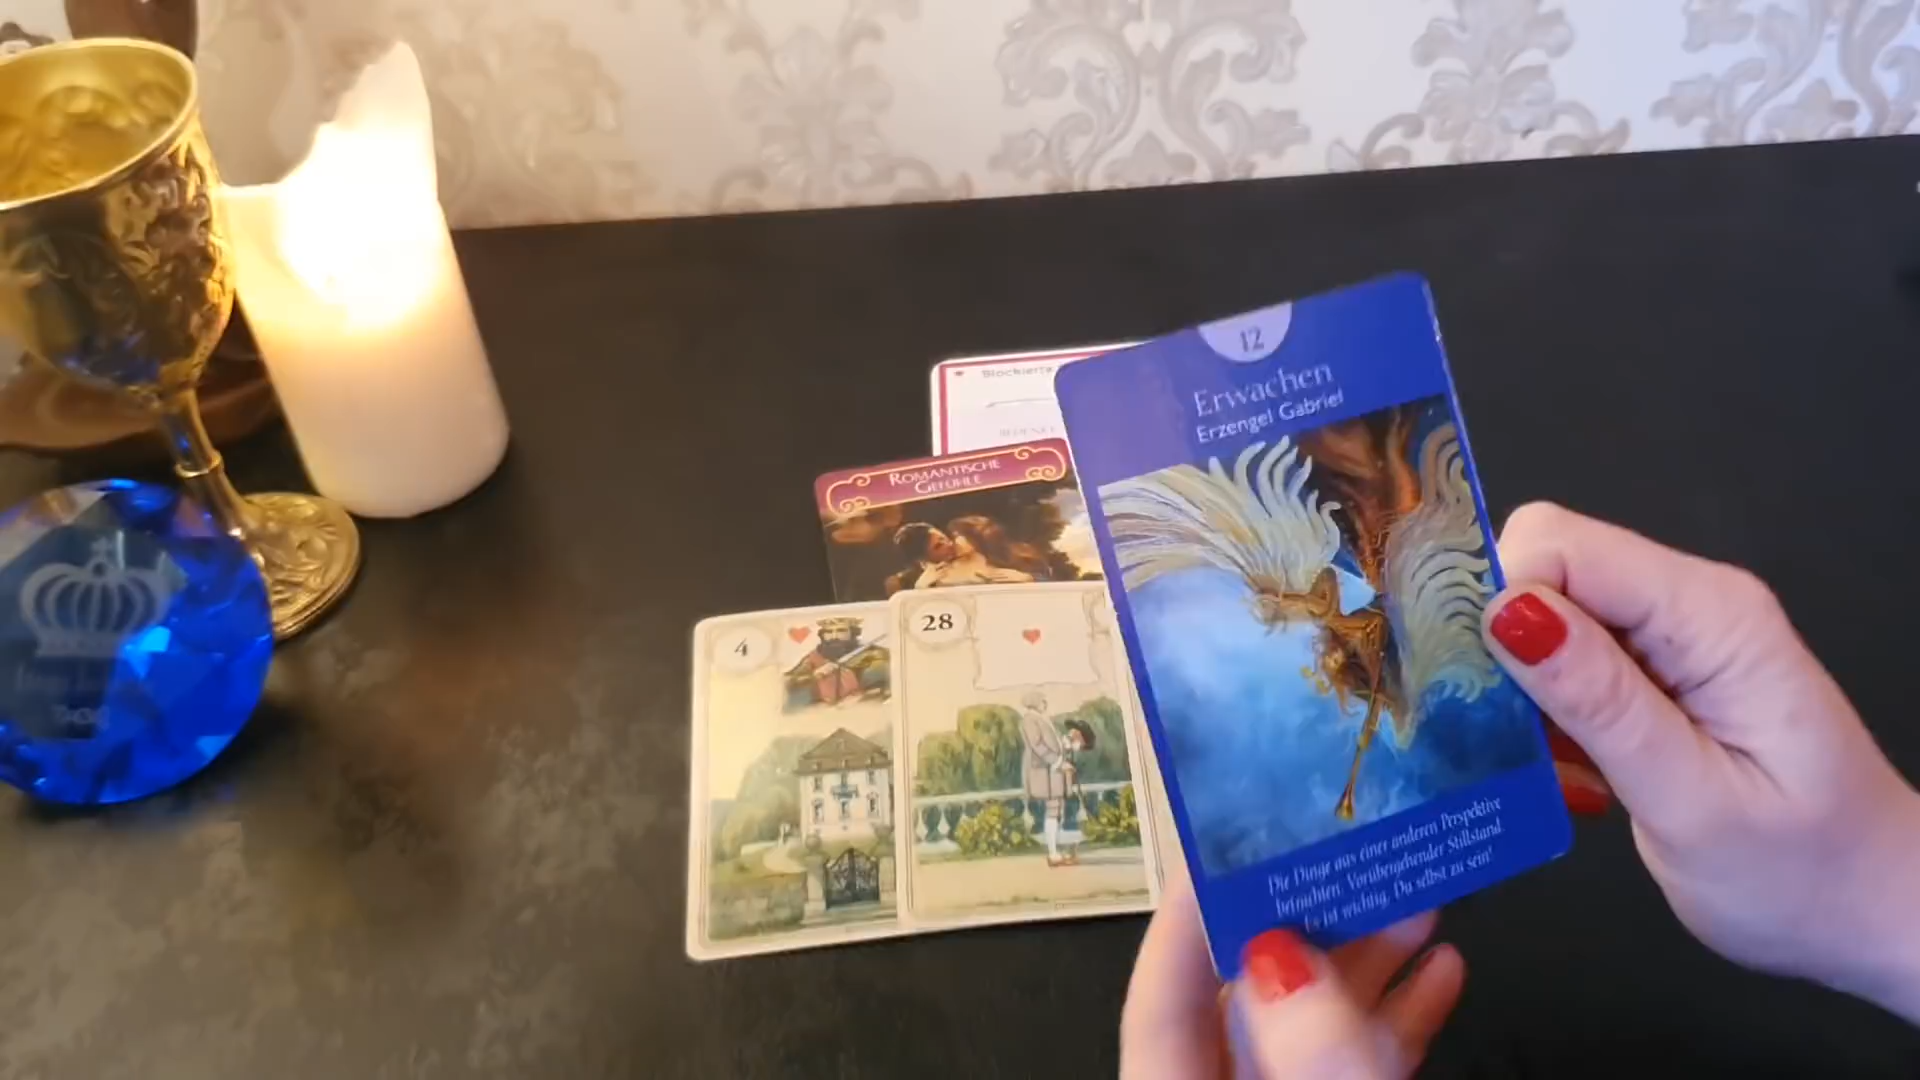 12
Erwachen
Erzengel Gabriel
Die Dinge aus einer anderen Perspektive
betrachten. Vorübergehender Stillstand.
Es ist wichtig, Du selbst zu sein!
Blockierte
ROMANTISCHE
GEFÜHLE
4
28